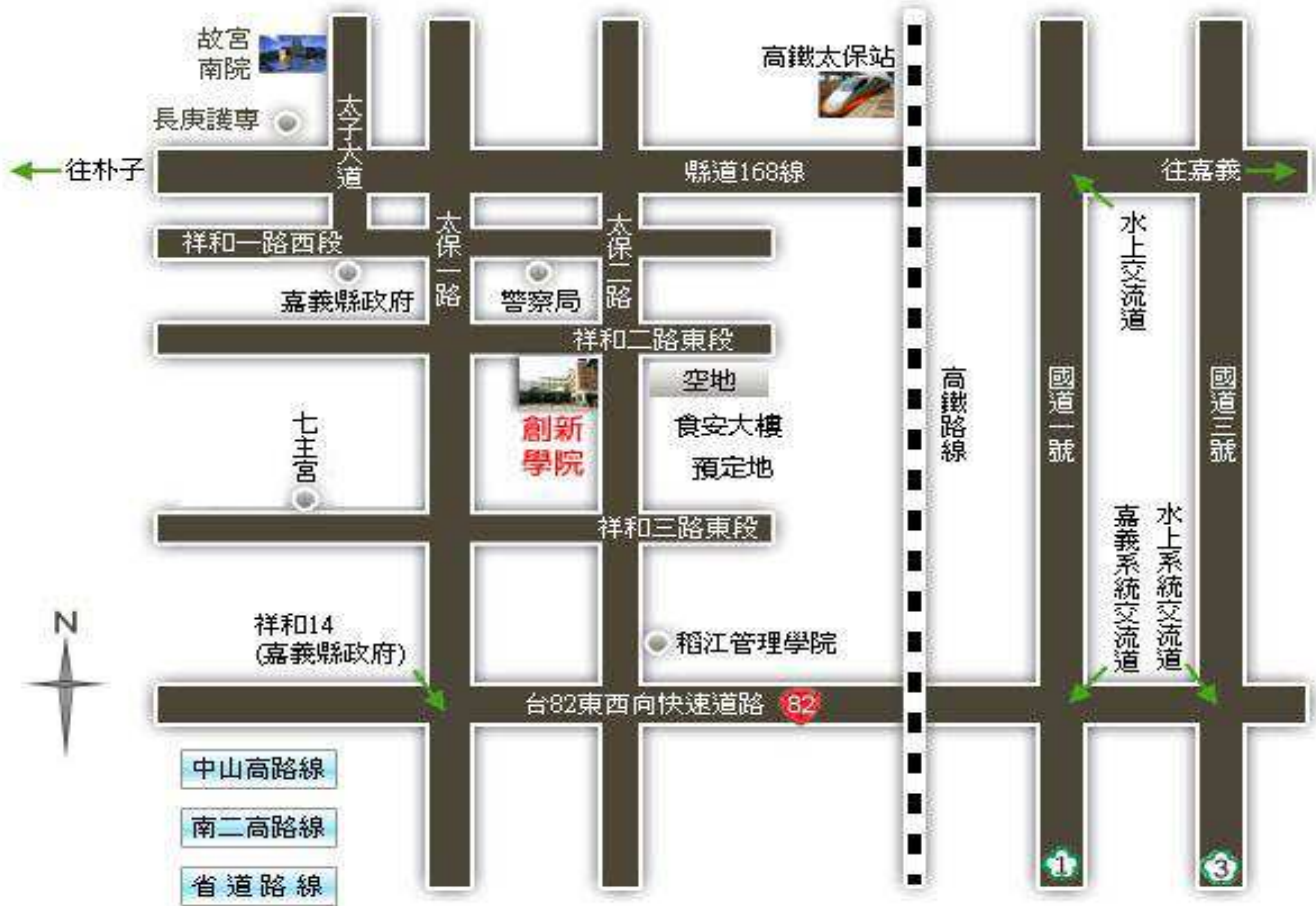 故宮
南院
高鐵太保站
長庚護專
太子大道
往朴子
縣道168線
往嘉義
祥和一路西段
太保一路
太保二路
水上交流道
嘉義縣政府
警察局
祥和二路東段
空地
高鐵路線
國道一號
國道三號
七主宮
創新
學院
食安大樓
預定地
祥和三路東段
嘉義系統交流道
水上系統交流道
N
祥和14
(嘉義縣政府)
稻江管理學院
台82東西向快速道路
82
中山高路線
南二高路線
省道路線
1
3